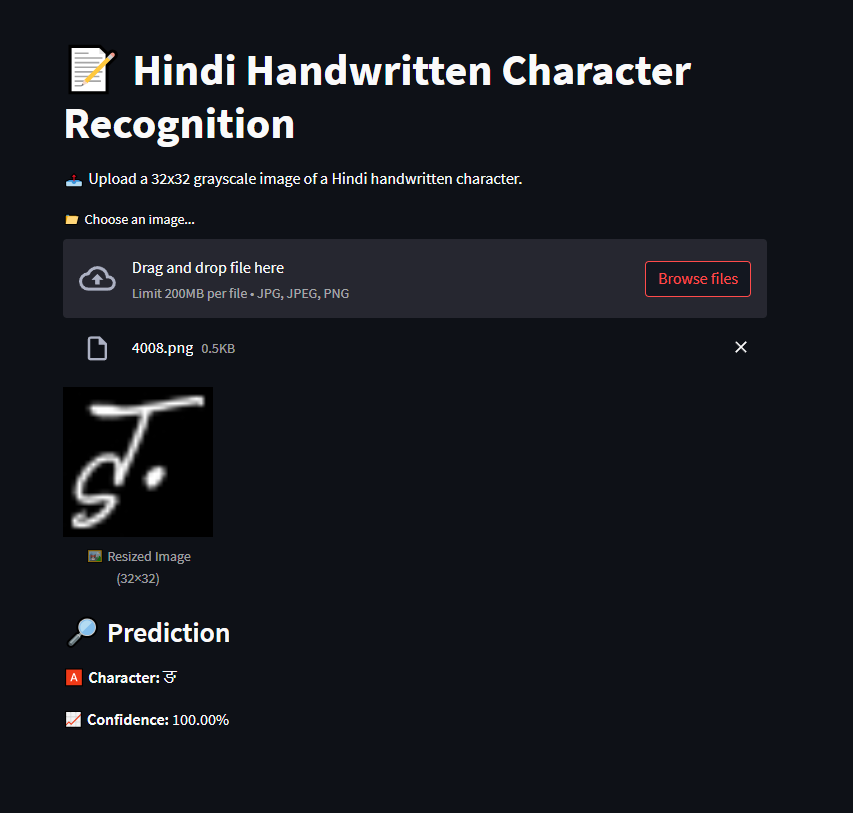 📝 Hindi Handwritten Character
Recognition
📤 Upload a 32x32 grayscale image of a Hindi handwritten character.
📂 Choose an image...
Drag and drop file here
Limit 200MB per file • JPG, JPEG, PNG
Browse files
4008.png 0.5KB
ङ
🖼️ Resized Image
(32×32)
🔎 Prediction
🅰️ Character: ङ
📈 Confidence: 100.00%